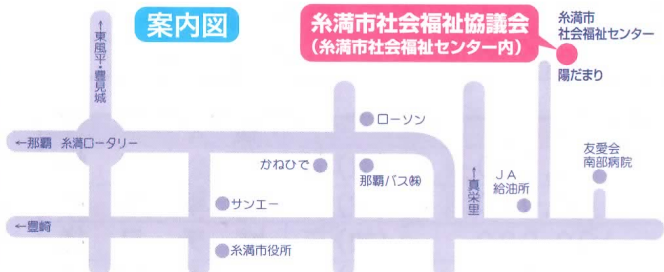 案内図
糸満市社会福祉協議会
(糸満市社会福祉センター内)
糸満市
社会福祉センター
陽だまり
←東風平・豊見城
←那覇 糸満ロータリー
ローソン
かねひで
那覇バス㈱
友愛会
南部病院
JA
給油所
←真栄里
サンエー
←豊崎
糸満市役所